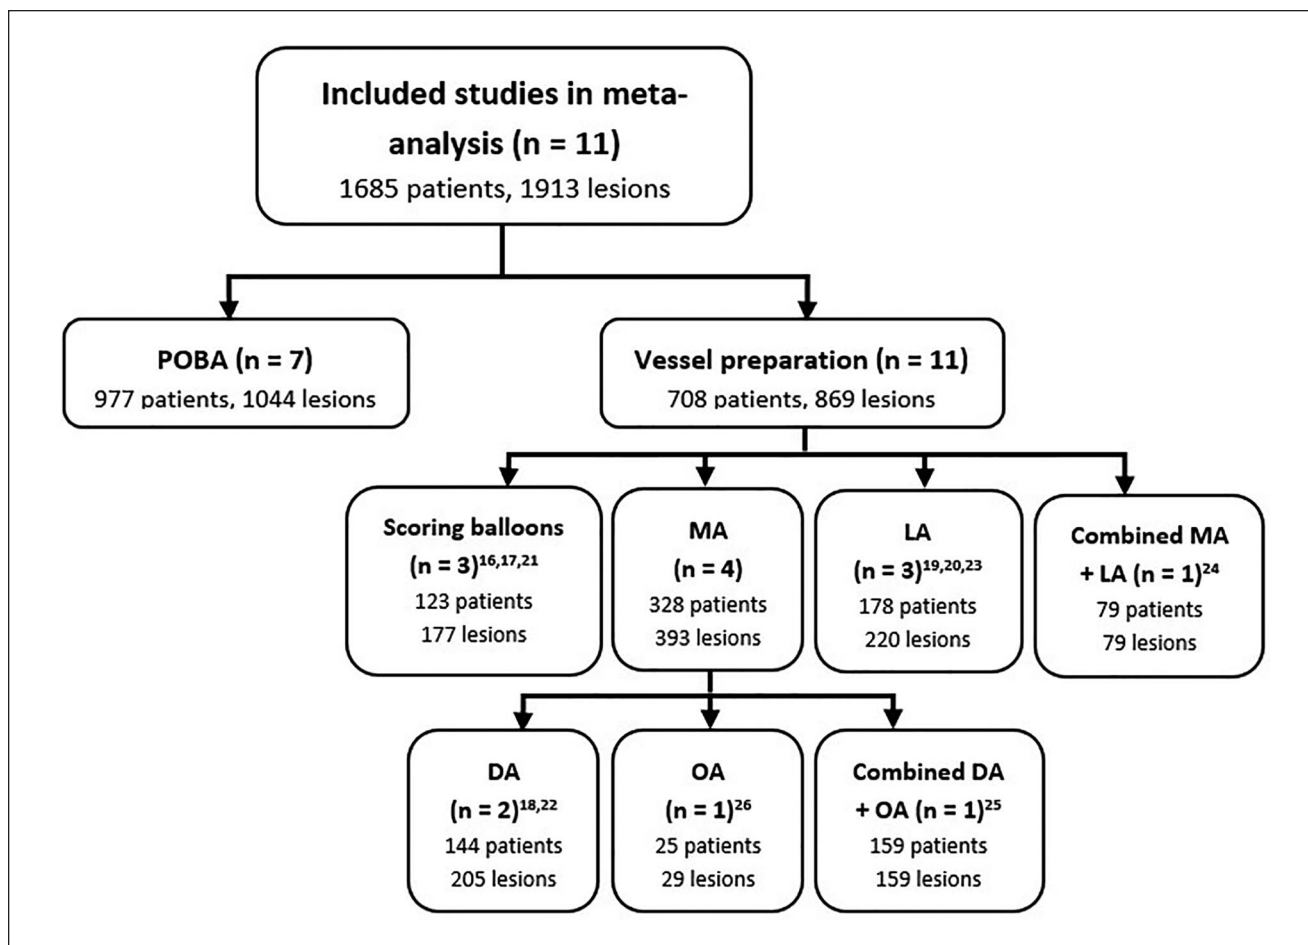 Included studies in meta-
analysis (n = 11)
1685 patients, 1913 lesions
POBA (n = 7)
977 patients, 1044 lesions
Vessel preparation (n = 11)
708 patients, 869 lesions
Scoring balloons
(n = 3)16,17,21
123 patients
177 lesions
MA
(n = 4)
328 patients
393 lesions
LA
(n = 3)19,20,23
178 patients
220 lesions
Combined MA
+ LA (n = 1)24
79 patients
79 lesions
DA
(n = 2)18,22
144 patients
205 lesions
OA
(n = 1)26
25 patients
29 lesions
Combined DA
+ OA (n = 1)25
159 patients
159 lesions